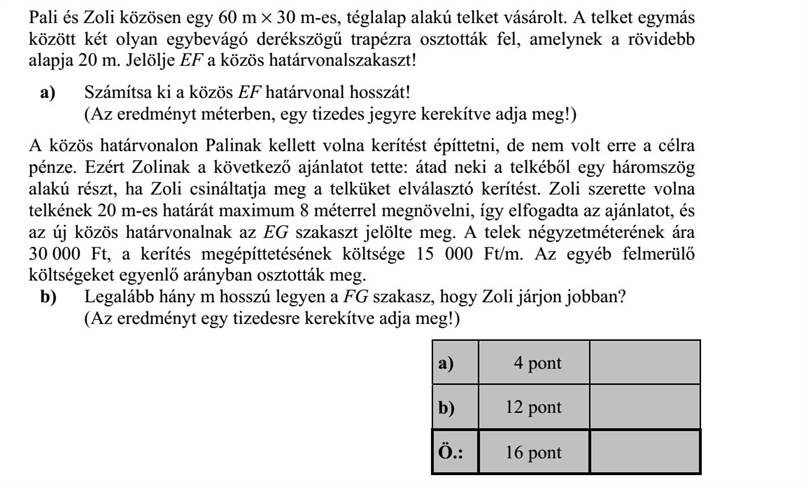 Pali és Zoli közösen egy 60 m × 30 m-es, téglalap alakú telket vásárolt. A telket egymás
között két olyan egybevágó derékszögű trapézra osztották fel, amelynek a rövidebb
alapja 20 m. Jelölje EF a közös határvonalszakaszt!
a) Számítsa ki a közös EF határvonal hosszát!
(Az eredményt méterben, egy tizedes jegyre kerekítve adja meg!)
A közös határvonalon Palinak kellett volna kerítést építtetni, de nem volt erre a célra
pénze. Ezért Zolinak a következő ajánlatot tette: átad neki a telkéből egy háromszög
alakú részt, ha Zoli csináltatja meg a telküket elválasztó kerítést. Zoli szerette volna
telkének 20 m-es határát maximum 8 méterrel megnövelni, így elfogadta az ajánlatot, és
az új közös határvonalnak az EG szakaszt jelölte meg. A telek négyzetméterének ára
30 000 Ft, a kerítés megépíttetésének költsége 15 000 Ft/m. Az egyéb felmerülő
költségeket egyenlő arányban osztották meg.
b) Legalább hány m hosszú legyen a FG szakasz, hogy Zoli járjon jobban?
(Az eredményt egy tizedesre kerekítve adja meg!)
a) 4 pont
b) 12 pont
Ö.: 16 pont